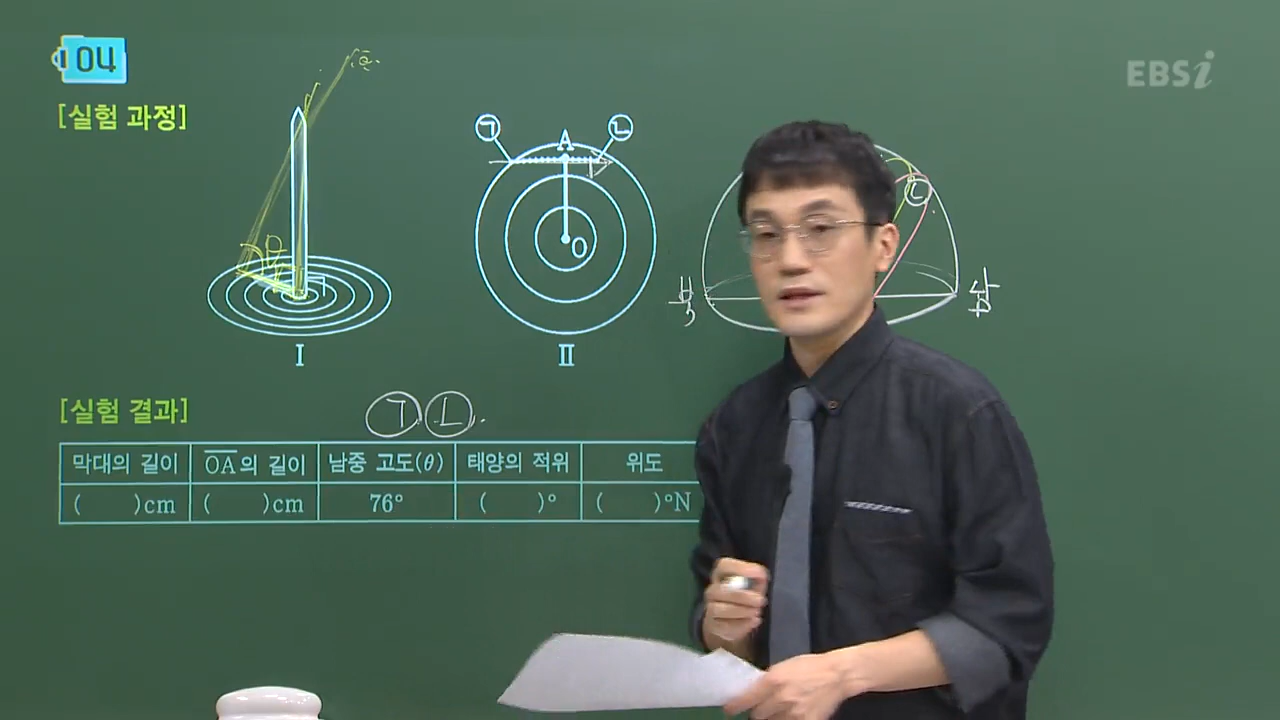 04
EBSi
[실험 과정]
㉠
㉡
A
O
Ⅰ
Ⅱ
㉡
북
남
[실험 결과]
㉠ ㉡
막대의 길이 OA의 길이 남중 고도(θ) 태양의 적위 위도
( )cm ( )cm 76° ( )° ( )°N